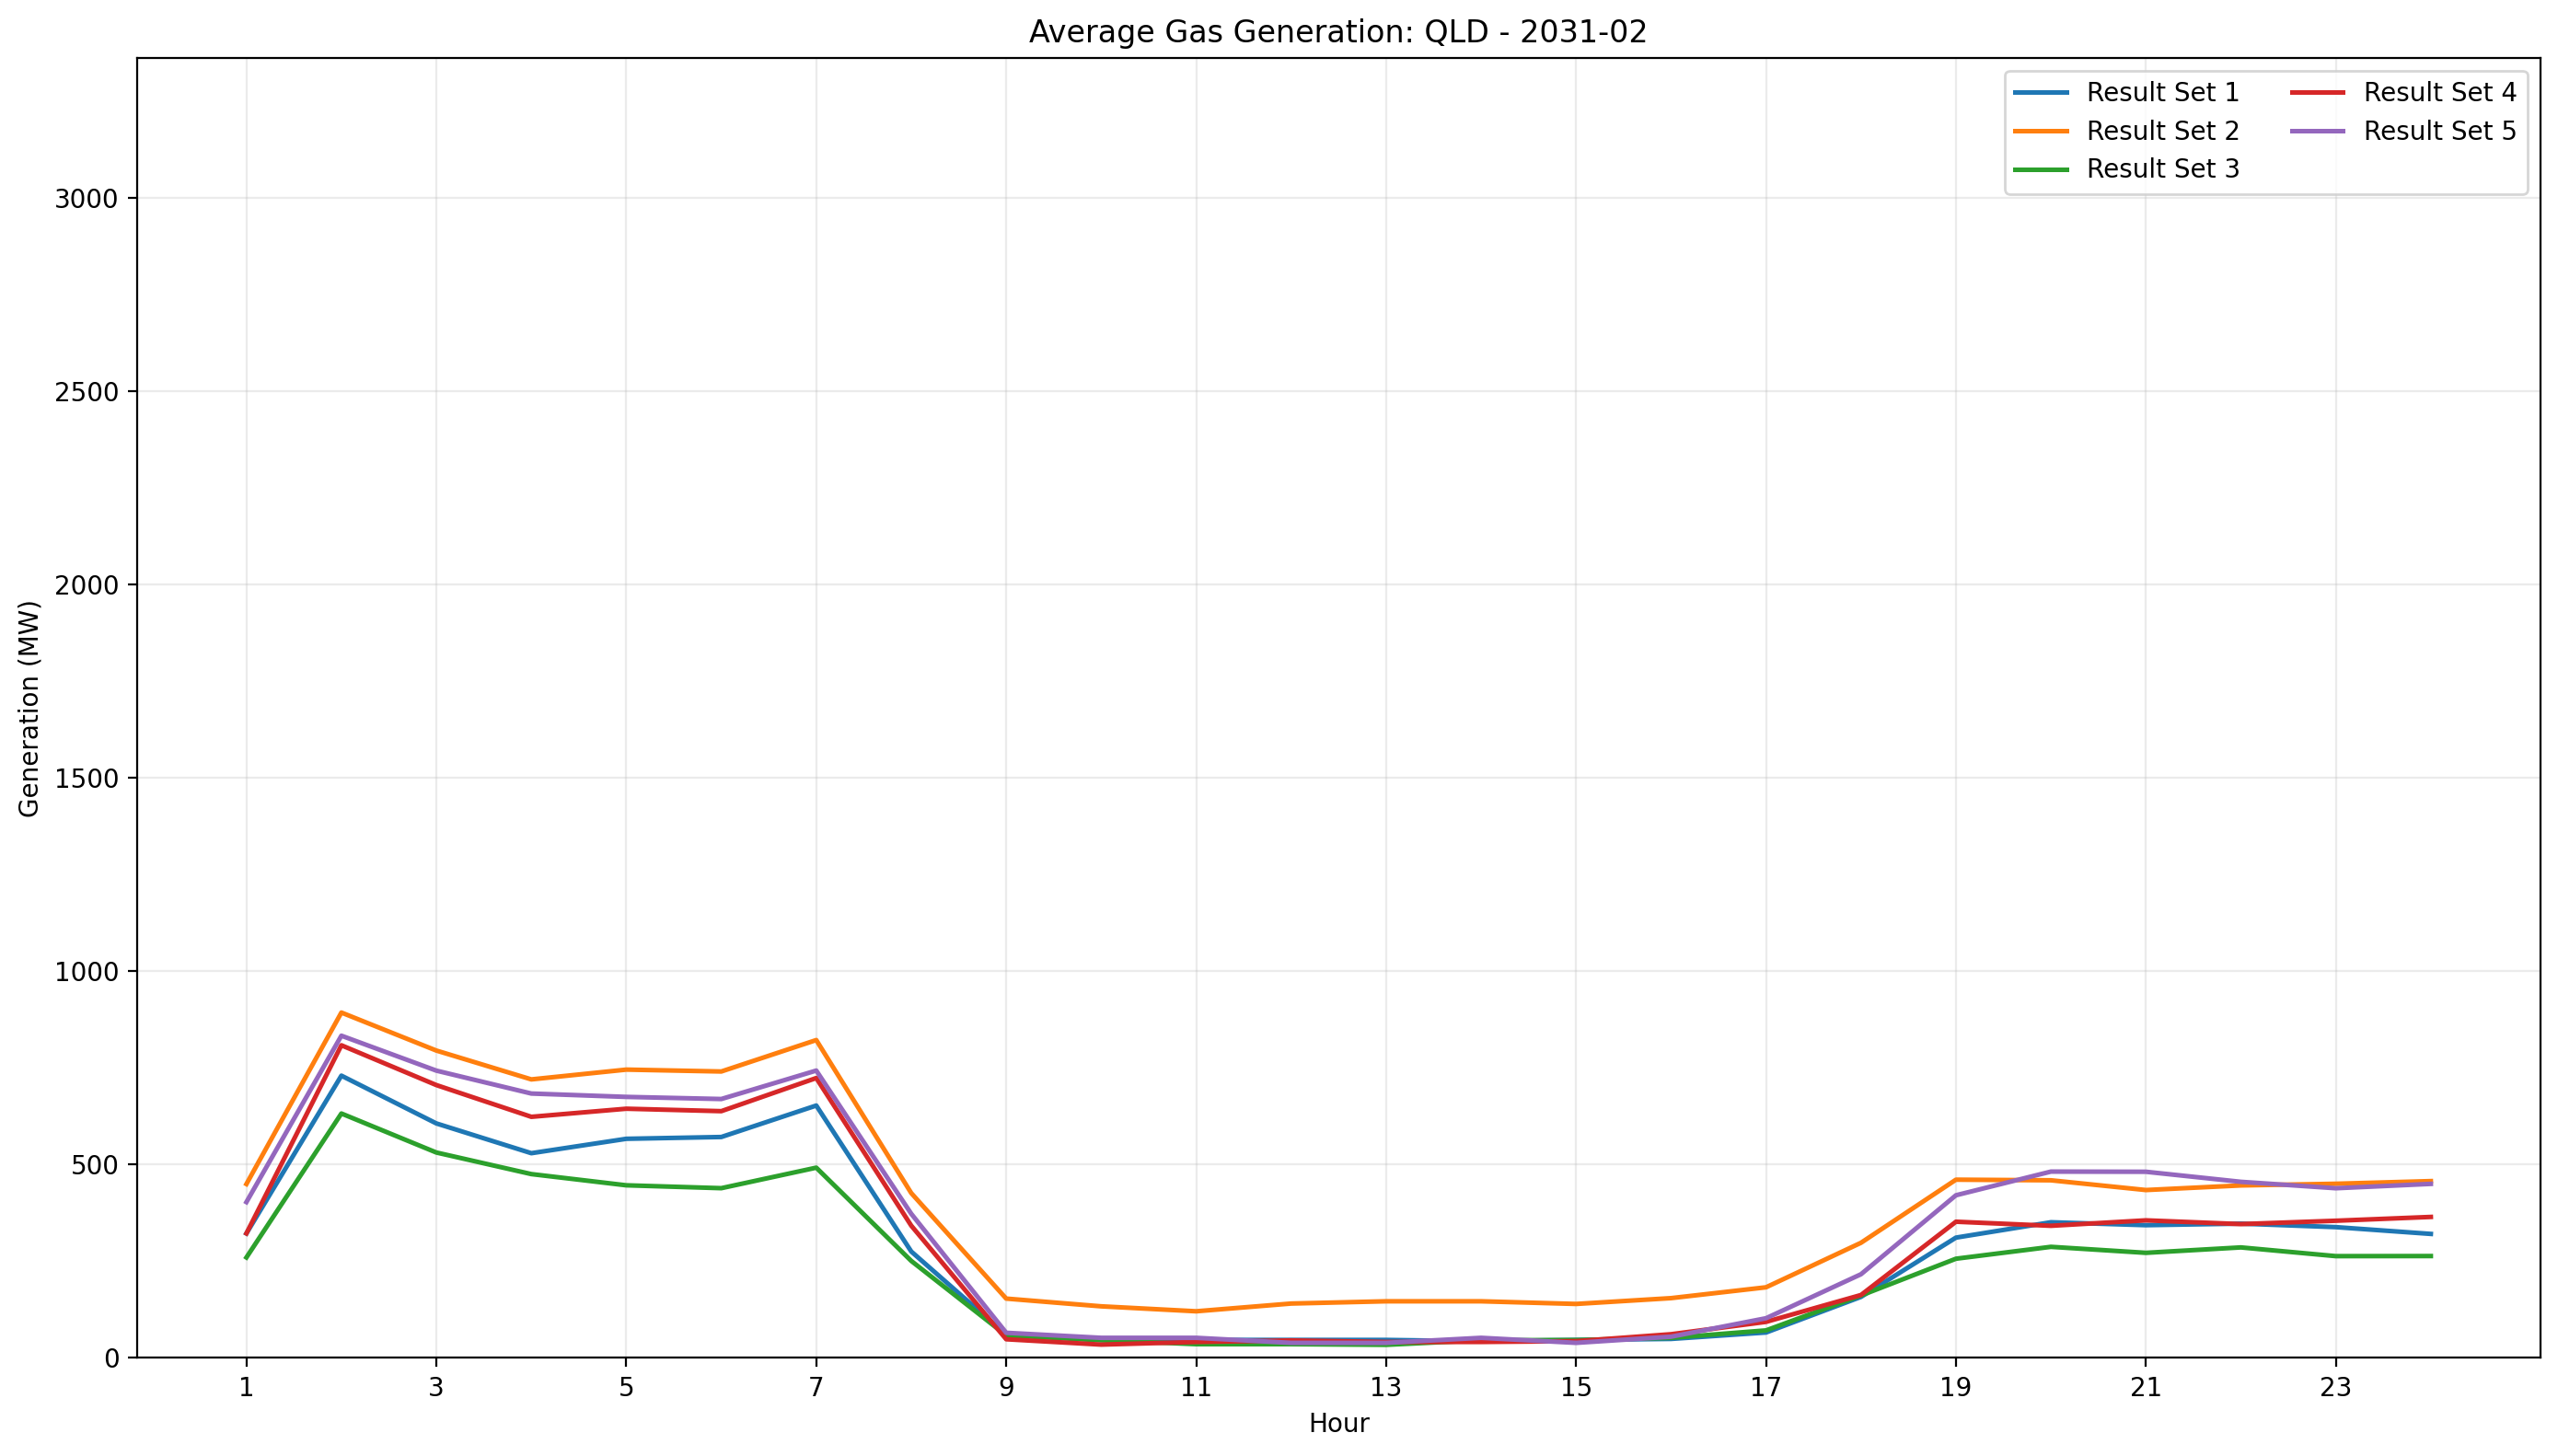 Average Gas Generation: QLD - 2031-02
Result Set 1
Result Set 2
Result Set 3
Result Set 4
Result Set 5
Generation (MW)
3000
2500
2000
1500
1000
500
0
1 3 5 7 9 11 13 15 17 19 21 23
Hour